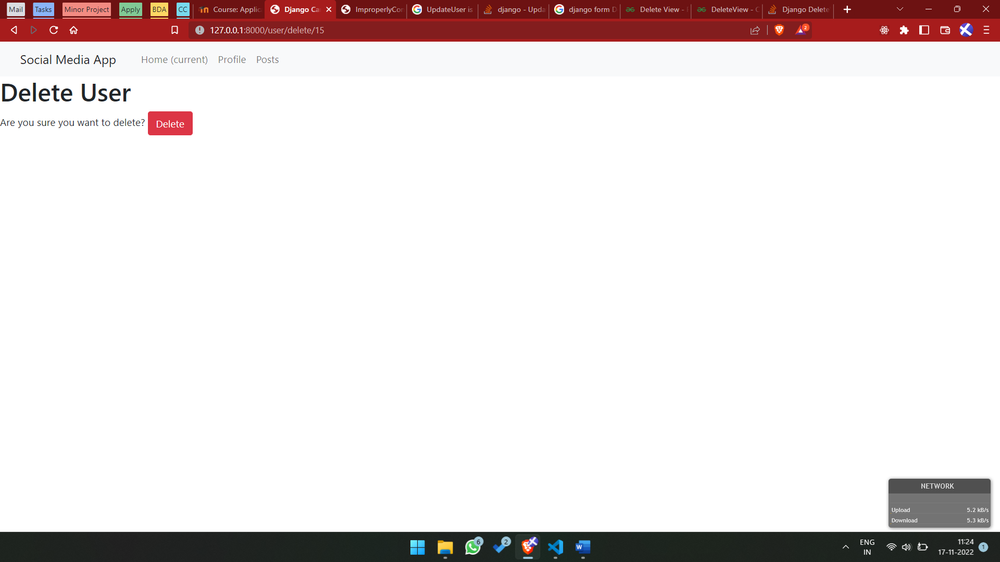 Mail Tasks Minor Project Apply BDA CC Course: Applic Django Ca ImproperlyCon UpdateUser is django - Upda django form D Delete View - DeleteView - C Django Delete
127.0.0.1:8000/user/delete/15 2
Social Media App Home (current) Profile Posts
Delete User
Are you sure you want to delete? Delete
NETWORK
Upload 5.2 kB/s
Download 5.3 kB/s
6 2 W
ENG
IN
11:24
17-11-2022
1